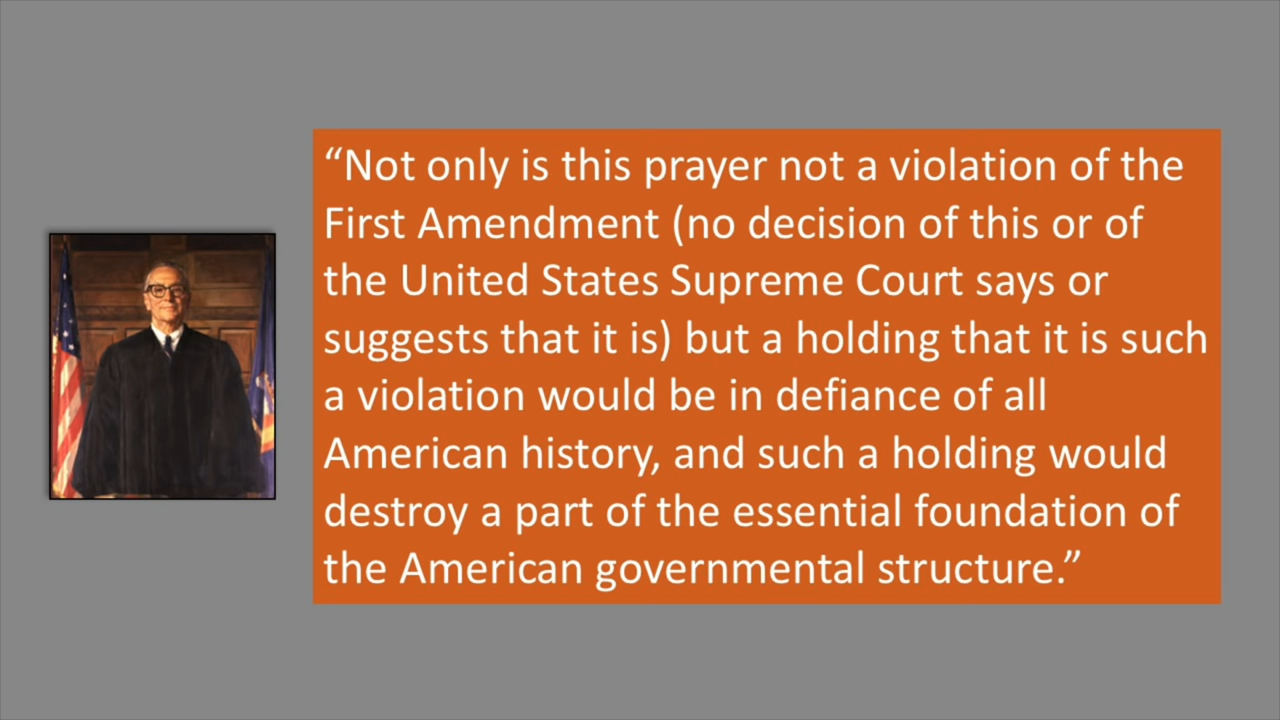 “Not only is this prayer not a violation of the
First Amendment (no decision of this or of
the United States Supreme Court says or
suggests that it is) but a holding that it is such
a violation would be in defiance of all
American history, and such a holding would
destroy a part of the essential foundation of
the American governmental structure.”